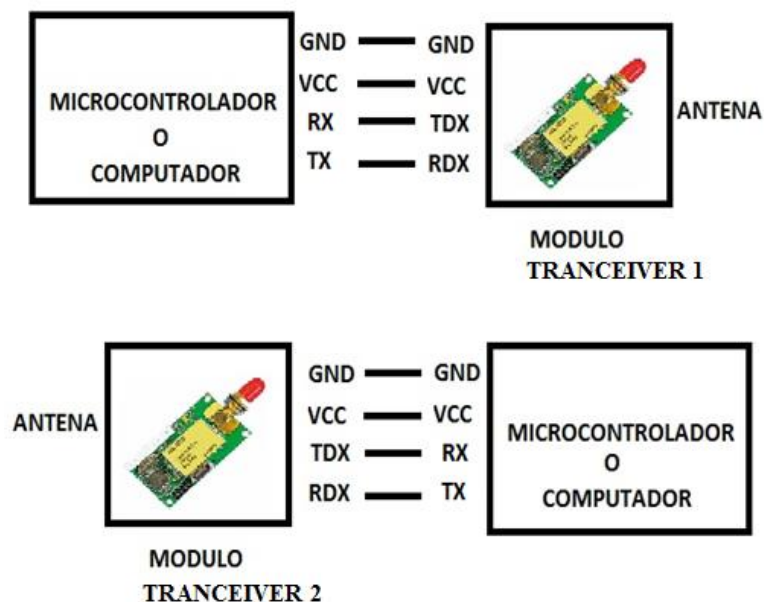 GND GND
VCC VCC
MICROCONTROLADOR
O
COMPUTADOR
RX TDX
TX RDX
ANTENA
MODULO
TRANCEIVER 1
GND GND
VCC VCC
TDX RX
RDX TX
ANTENA
MICROCONTROLADOR
O
COMPUTADOR
MODULO
TRANCEIVER 2